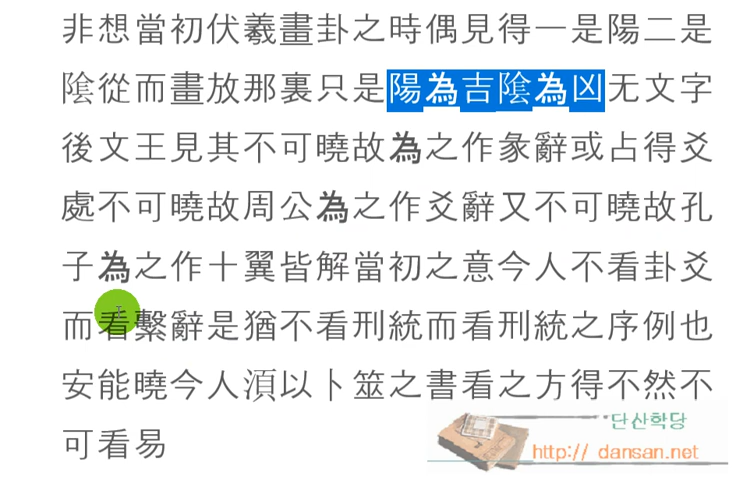 非想當初伏羲畫卦之時偶見得一是陽二是
隂從而畫放那裏只是陽為吉隂為凶无文字
後文王見其不可曉故為之作彖辭或占得爻
處不可曉故周公為之作爻辭又不可曉故孔
子為之作十翼皆解當初之意今人不看卦爻
而看繫辭是猶不看刑統而看刑統之序例也
安能曉今人湏以卜筮之書看之方得不然不
可看易
단산학당
http:// dansan.net